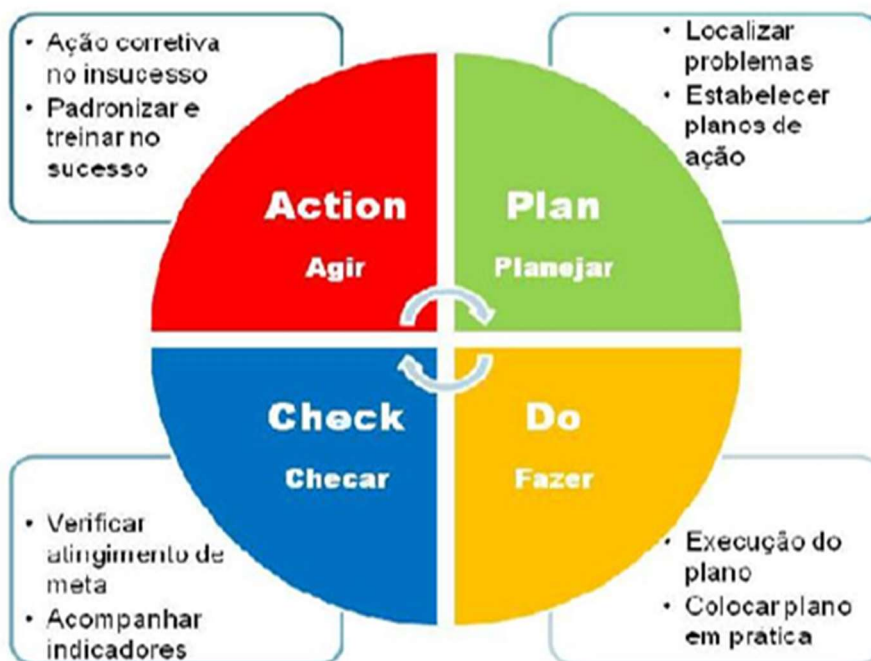 • Ação corretiva
no insucesso
• Padronizar e
treinar no
sucesso
• Localizar
problemas
• Estabelecer
planos de
ação
Action
Agir
Plan
Planejar
Check
Checar
Do
Fazer
• Verificar
atingimento de
meta
• Acompanhar
indicadores
• Execução do
plano
• Colocar plano
em prática